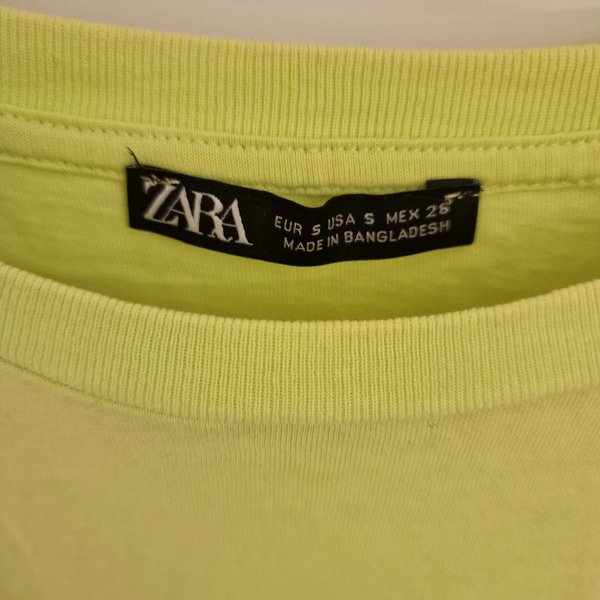 ZARA
EUR S USA S MEX 26
MADE IN BANGLADESH